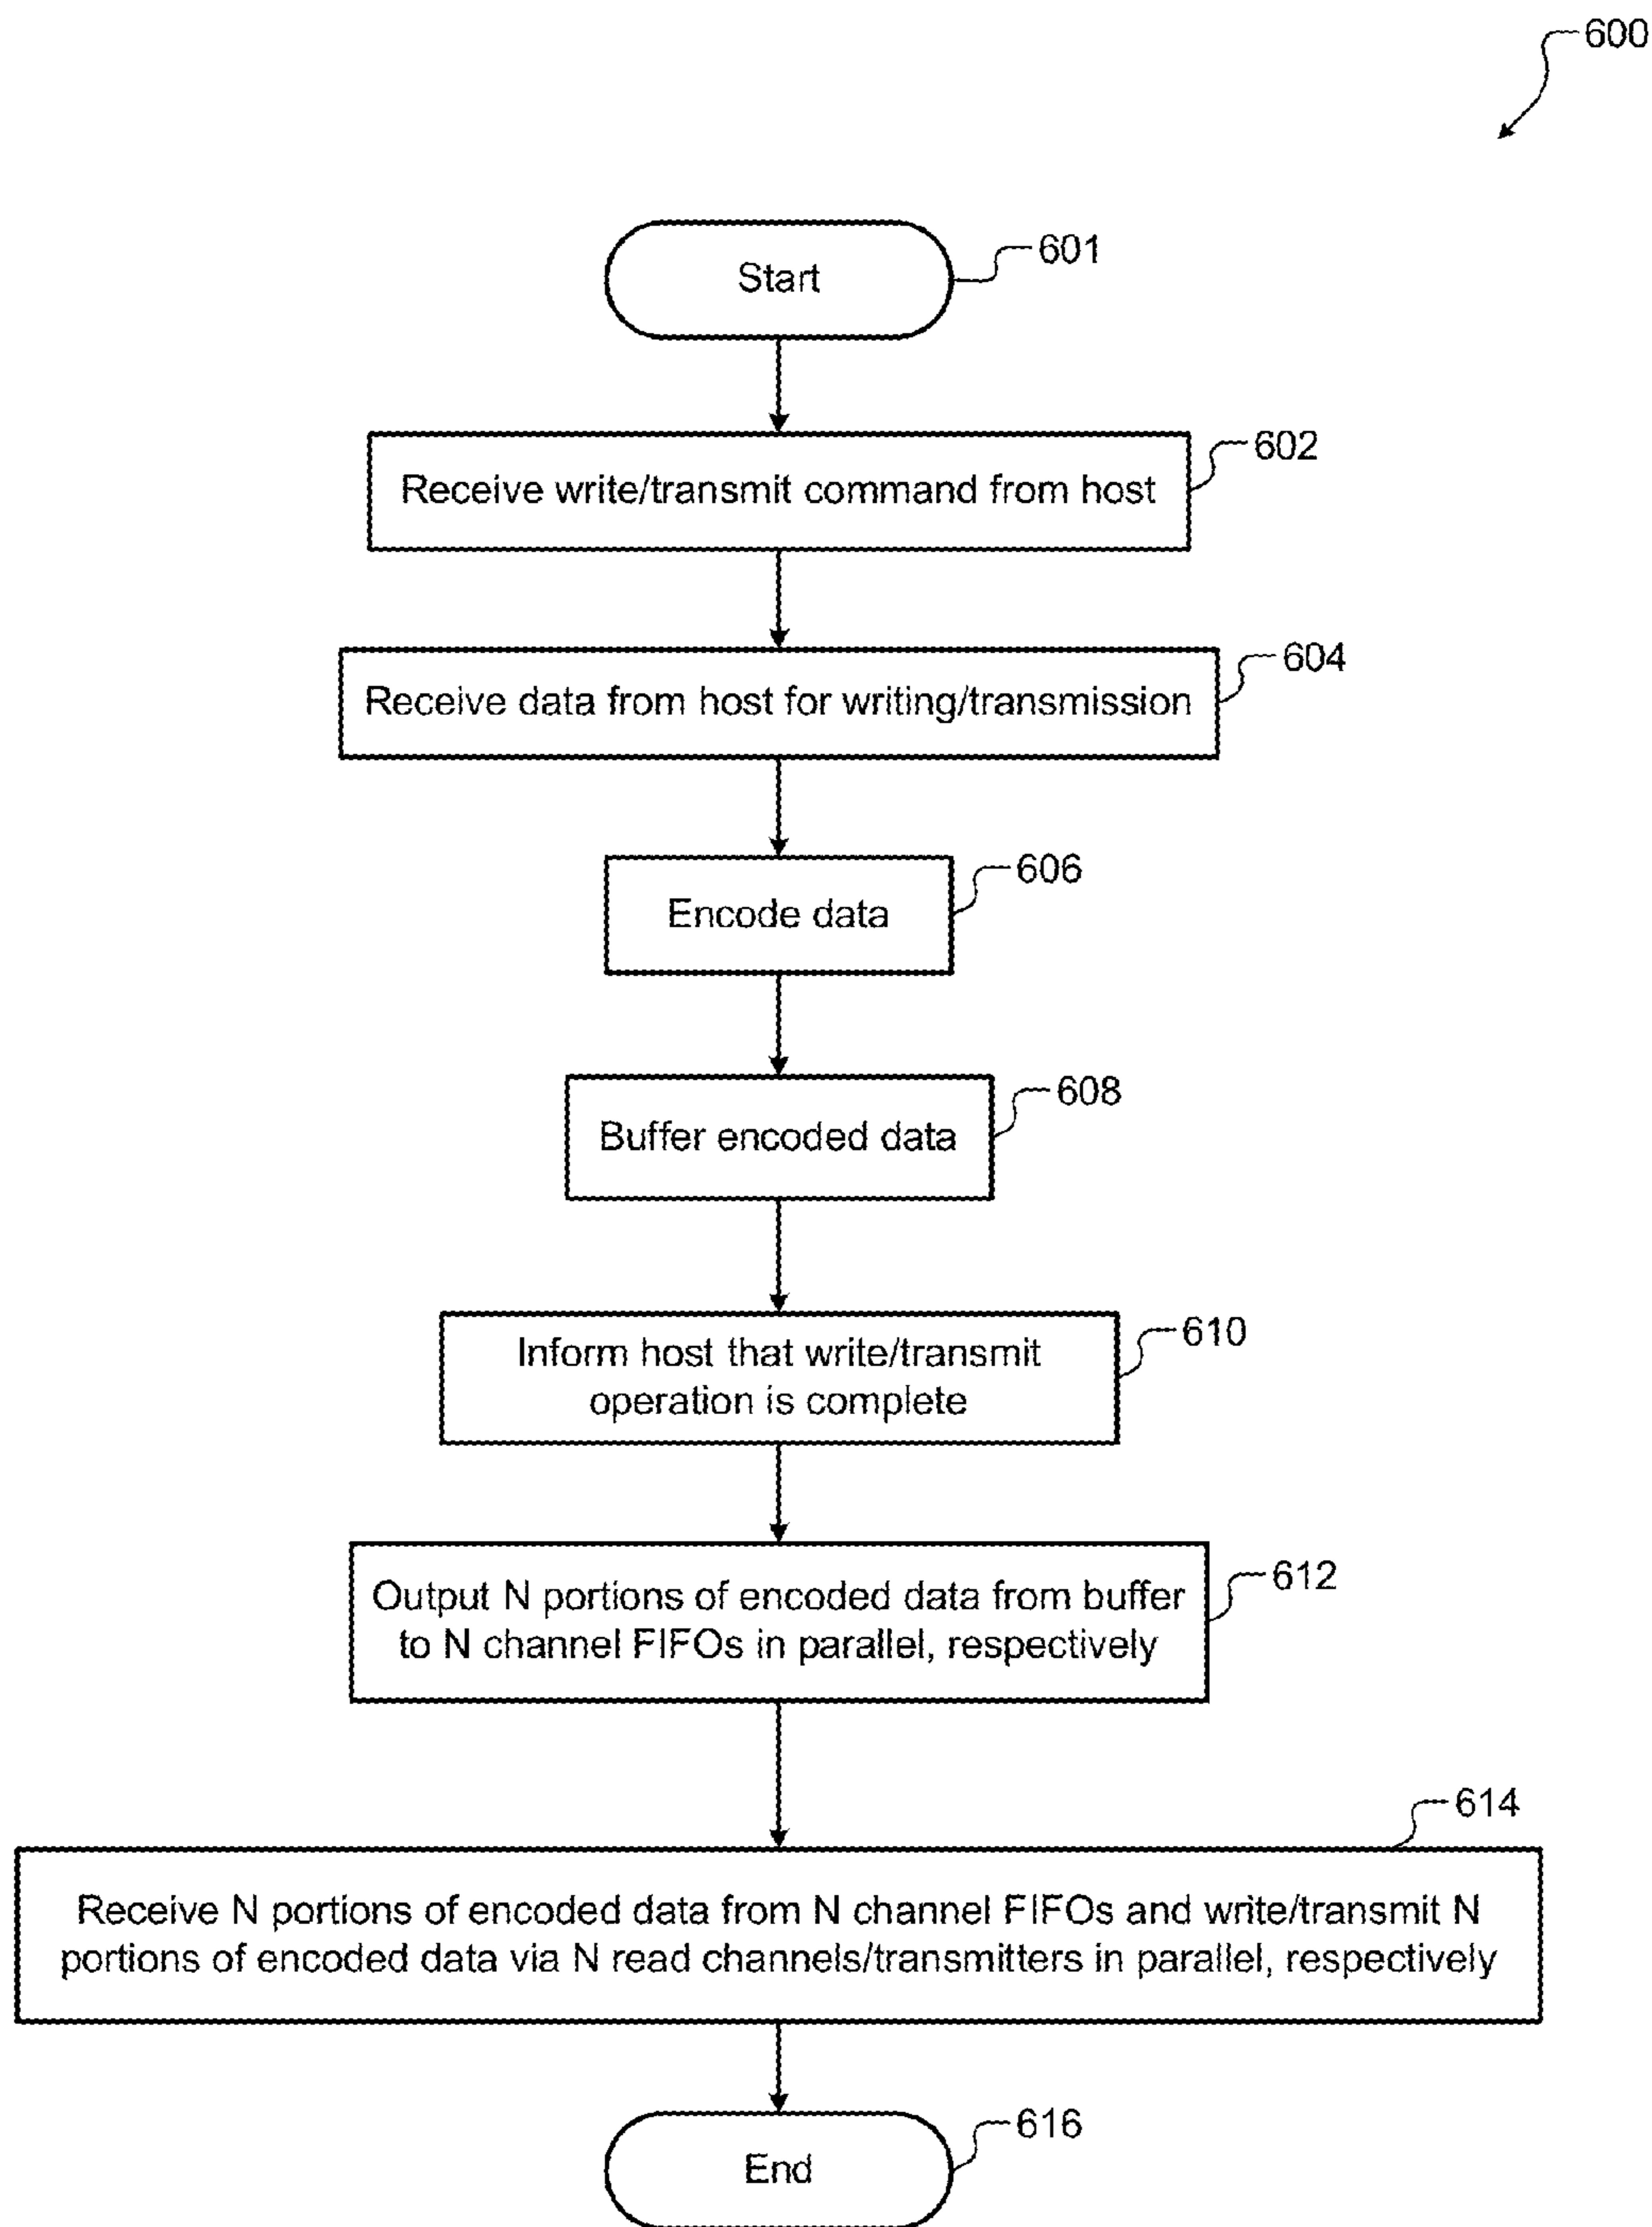 600
Start
601
Receive write/transmit command from host
602
Receive data from host for writing/transmission
604
Encode data
606
Buffer encoded data
608
Inform host that write/transmit
operation is complete
610
Output N portions of encoded data from buffer
to N channel FIFOs in parallel, respectively
612
614
Receive N portions of encoded data from N channel FIFOs and write/transmit N
portions of encoded data via N read channels/transmitters in parallel, respectively
End
616